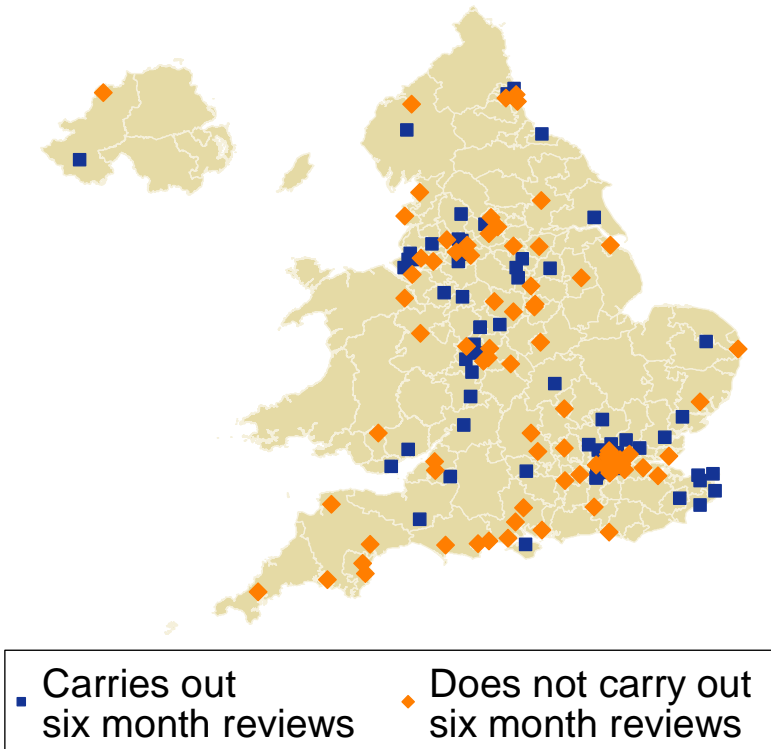 Carries out
six month reviews
Does not carry out
six month reviews